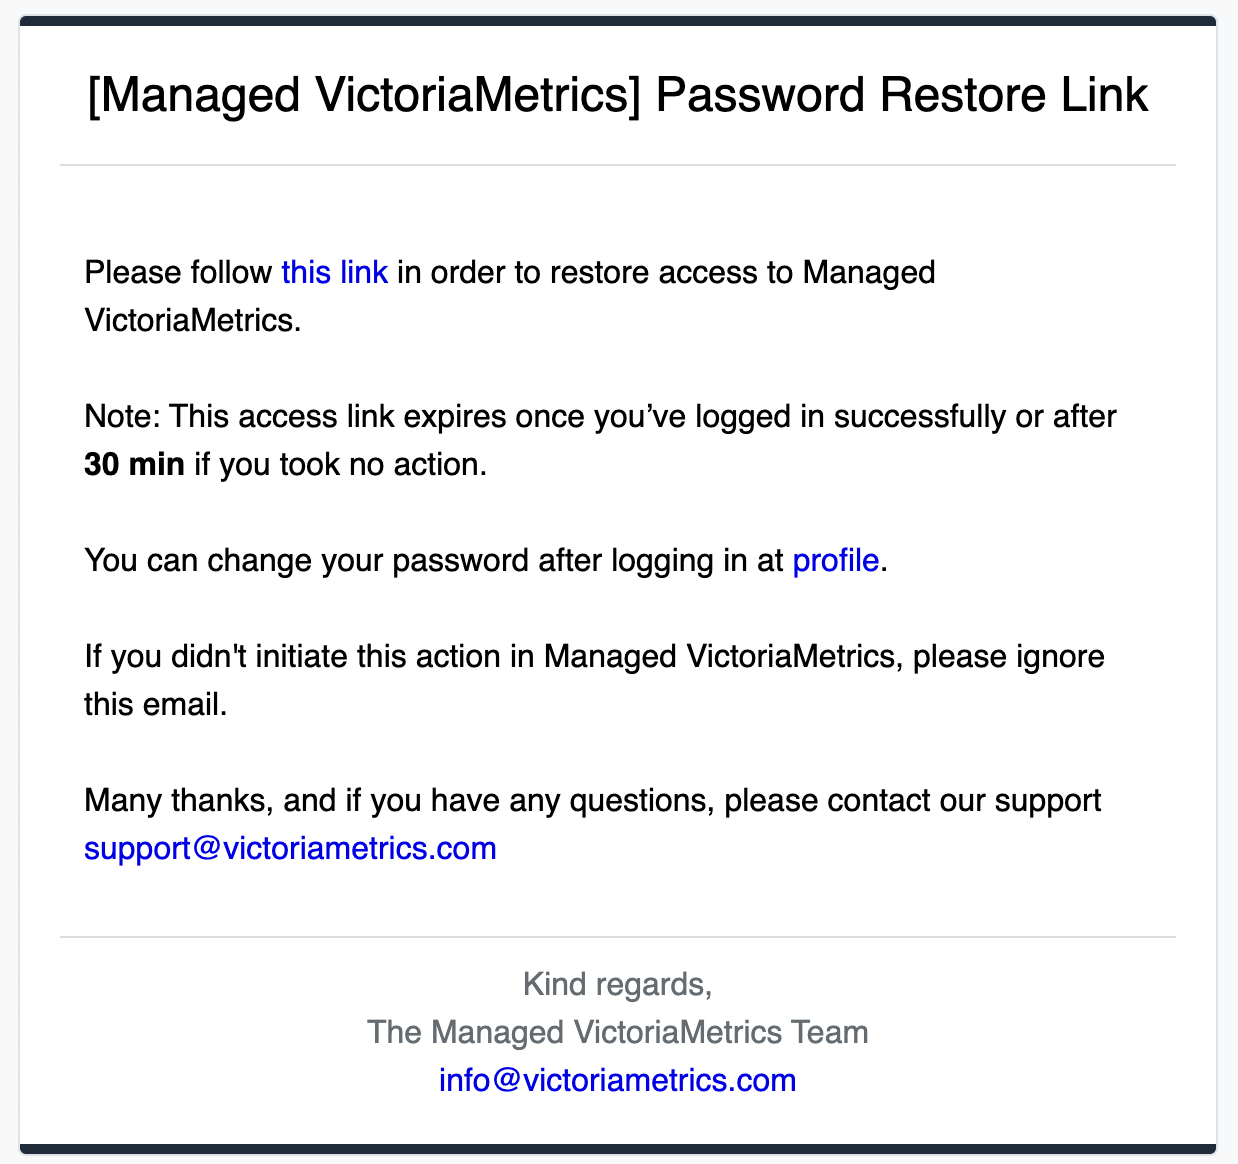 [Managed VictoriaMetrics] Password Restore Link
Please follow this link in order to restore access to Managed
VictoriaMetrics.
Note: This access link expires once you’ve logged in successfully or after
30 min if you took no action.
You can change your password after logging in at profile.
If you didn't initiate this action in Managed VictoriaMetrics, please ignore
this email.
Many thanks, and if you have any questions, please contact our support
support@victoriametrics.com
Kind regards,
The Managed VictoriaMetrics Team
info@victoriametrics.com